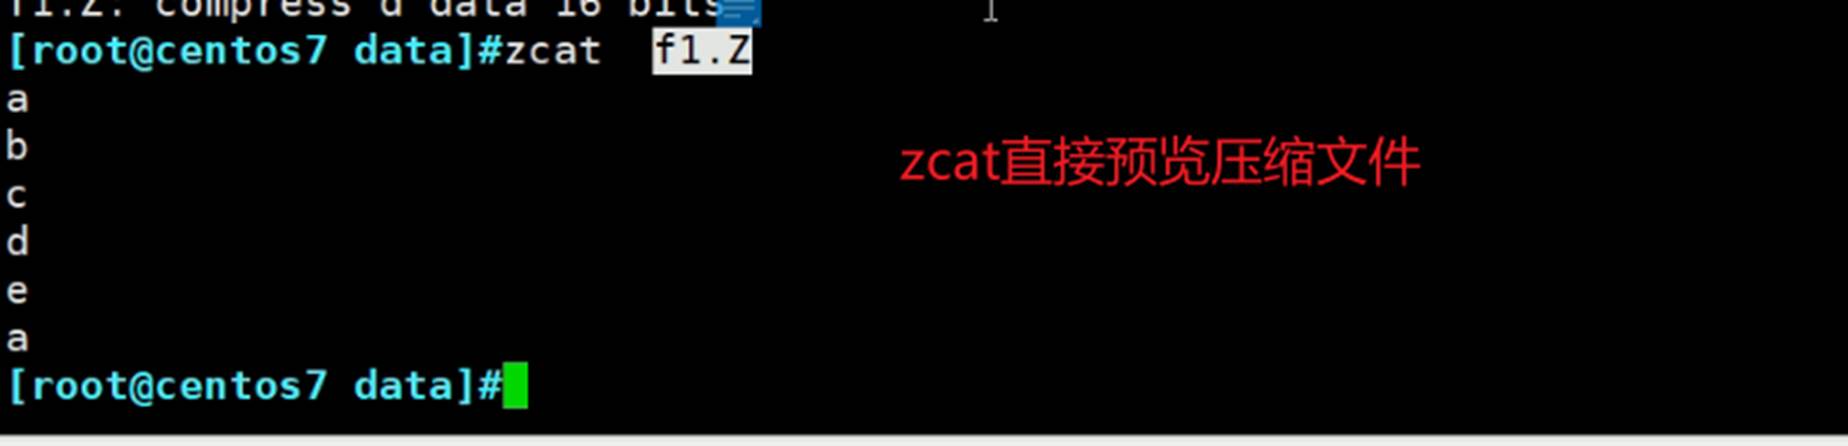 f1.Z: compress'd data 16 bits
[root@centos7 data]#zcat  f1.Z
a
b
zcat直接预览压缩文件
c
d
e
a
[root@centos7 data]#